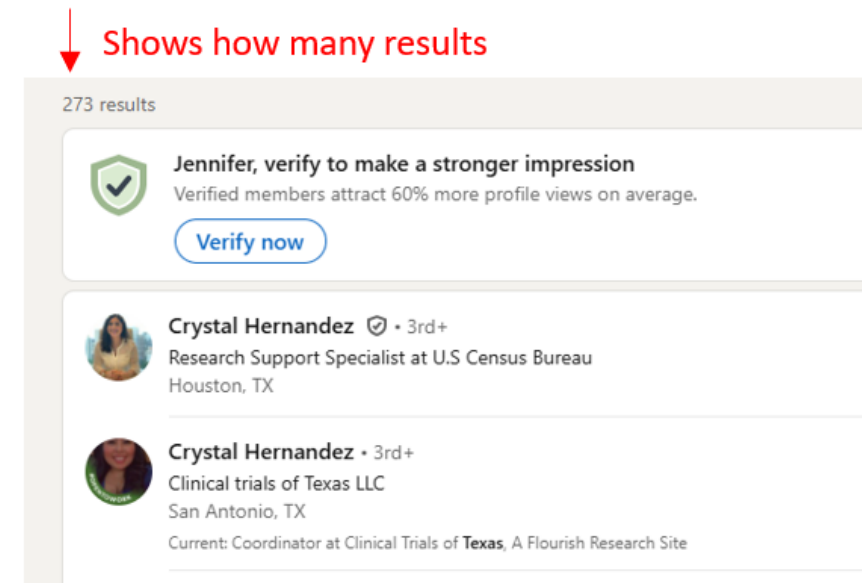 Shows how many results
273 results
Jennifer, verify to make a stronger impression
Verified members attract 60% more profile views on average.
Verify now
Crystal Hernandez • 3rd+
Research Support Specialist at U.S Census Bureau
Houston, TX
Crystal Hernandez • 3rd+
Clinical trials of Texas LLC
San Antonio, TX
Current: Coordinator at Clinical Trials of Texas, A Flourish Research Site
#OPENTOWORK